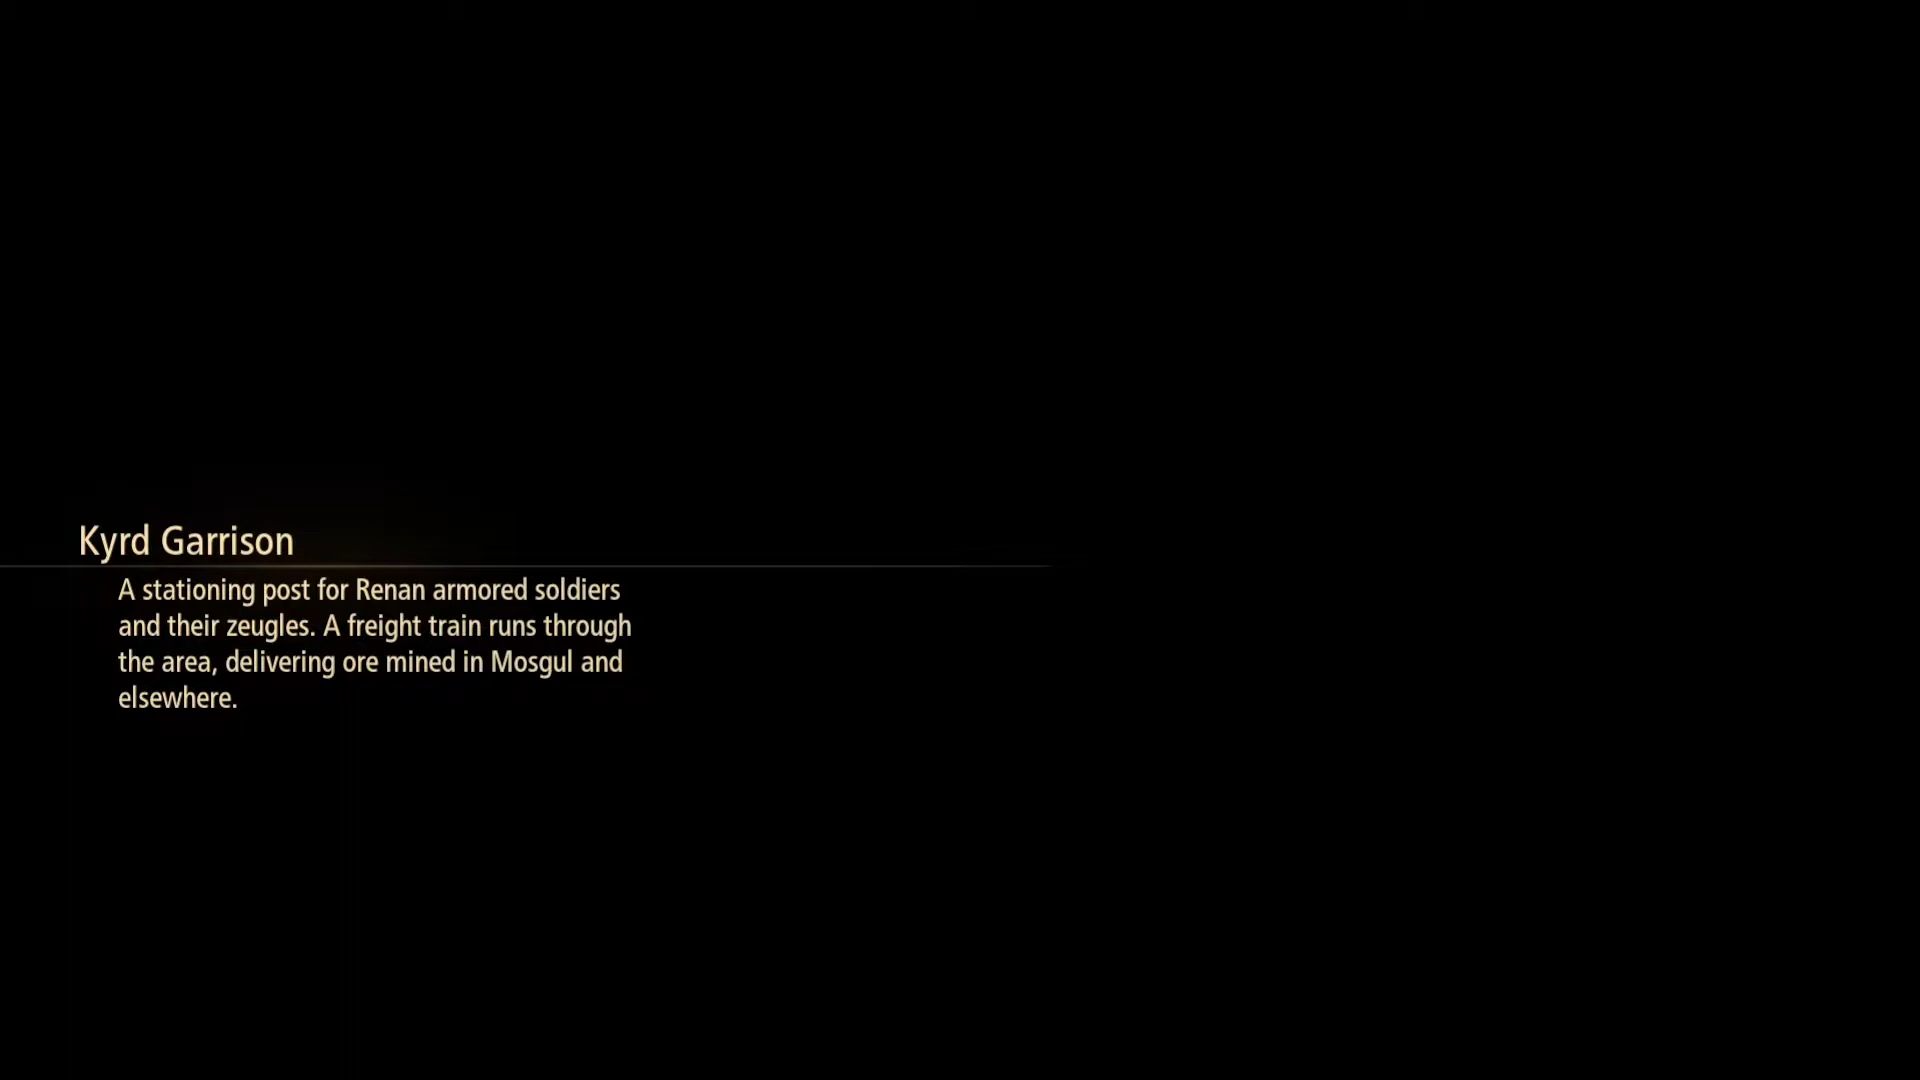 Kyrd Garrison
A stationing post for Renan armored soldiers
and their zeugles. A freight train runs through
the area, delivering ore mined in Mosgul and
elsewhere.